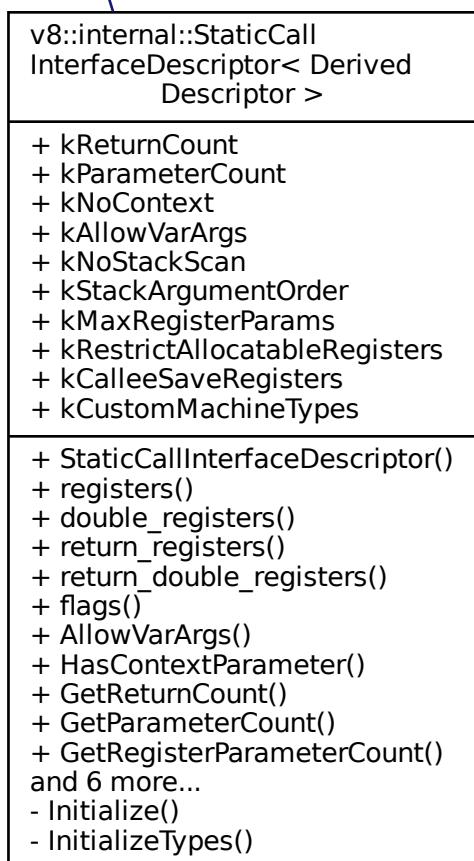 v8::internal::StaticCall
InterfaceDescriptor< Derived
Descriptor >
+ kReturnCount
+ kParameterCount
+ kNoContext
+ kAllowVarArgs
+ kNoStackScan
+ kStackArgumentOrder
+ kMaxRegisterParams
+ kRestrictAllocatableRegisters
+ kCalleeSaveRegisters
+ kCustomMachineTypes
+ StaticCallInterfaceDescriptor()
+ registers()
+ double_registers()
+ return_registers()
+ return_double_registers()
+ flags()
+ AllowVarArgs()
+ HasContextParameter()
+ GetReturnCount()
+ GetParameterCount()
+ GetRegisterParameterCount()
and 6 more...
- Initialize()
- InitializeTypes()